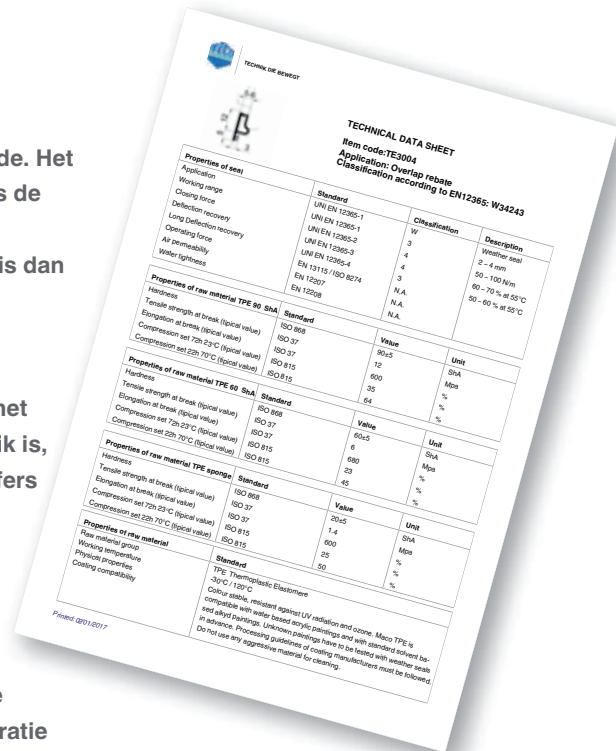 de. Het
s de
is dan
het
ik is,
fers
e
ratie
TECHNIK DIE BEWEGT
TECHNICAL DATA SHEET
Item code:TE3004
Application: Overlap rebate
Classification according to EN12365: W34243
Properties of seal Standard Classification Description
Application UNI EN 12365-1 W Weather seal
Working range UNI EN 12365-1 3 2 – 4 mm
Closing force UNI EN 12365-2 4 50 – 100 N/m
Deflection recovery UNI EN 12365-3 4 60 – 70 % at 55°C
Long Deflection recovery UNI EN 12365-4 3 50 – 60 % at 55°C
Operating force EN 13115 / ISO 8274 N.A.
Air permeability EN 12207 N.A.
Water tightness EN 12208 N.A.
Properties of raw material TPE 90 ShA Standard Value Unit
Hardness ISO 868 90±5 ShA
Tensile strength at break (tipical value) ISO 37 12 Mpa
Elongation at break (tipical value) ISO 37 600 %
Compression set 72h 23°C (tipical value) ISO 815 35 %
Compression set 22h 70°C (tipical value) ISO 815 64 %
Properties of raw material TPE 60 ShA Standard Value Unit
Hardness ISO 868 60±5 ShA
Tensile strength at break (tipical value) ISO 37 6 Mpa
Elongation at break (tipical value) ISO 37 680 %
Compression set 72h 23°C (tipical value) ISO 815 23 %
Compression set 22h 70°C (tipical value) ISO 815 45 %
Properties of raw material TPE sponge Standard Value Unit
Hardness ISO 868 20±5 ShA
Tensile strength at break (tipical value) ISO 37 1.4 Mpa
Elongation at break (tipical value) ISO 37 600 %
Compression set 72h 23°C (tipical value) ISO 815 25 %
Compression set 22h 70°C (tipical value) ISO 815 50 %
Properties of raw material Standard
Raw material group TPE Thermoplastic Elastomere
Working temperature -30°C / 120°C
Physical properties Colour stable, resistant against UV radiation and ozone. Maco TPE is
Coating compatibility compatible with water based acrylic paintings and with standard solvent ba-
sed alkyd paintings. Unknown paintings have to be tested with weather seals
in advance. Processing guidelines of coating manufacturers must be followed.
Do not use any aggressive material for cleaning.
Printed: 0201/2017